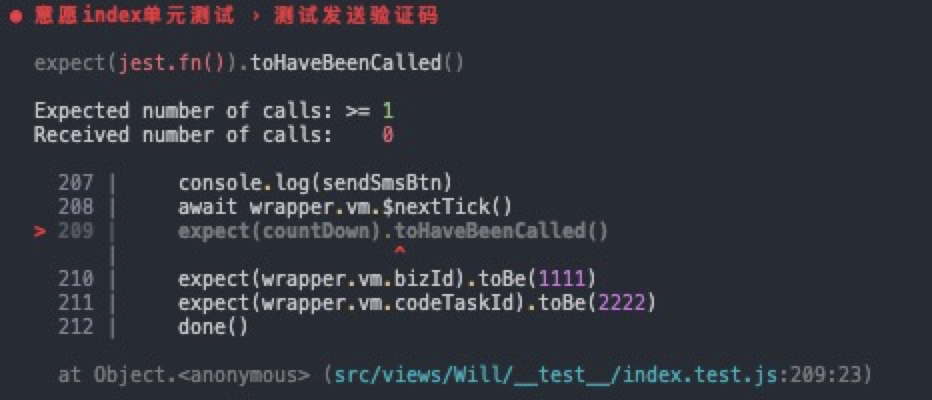 ● 意愿index单元测试 › 测试发送验证码
expect(jest.fn()).toHaveBeenCalled()
Expected number of calls: >= 1
Received number of calls:    0
207 |     console.log(sendSmsBtn)
208 |     await wrapper.vm.$nextTick()
> 209 |     expect(countDown).toHaveBeenCalled()
|                       ^
210 |     expect(wrapper.vm.bizId).toBe(1111)
211 |     expect(wrapper.vm.codeTaskId).toBe(2222)
212 |     done()
at Object.<anonymous> (src/views/Will/__test__/index.test.js:209:23)